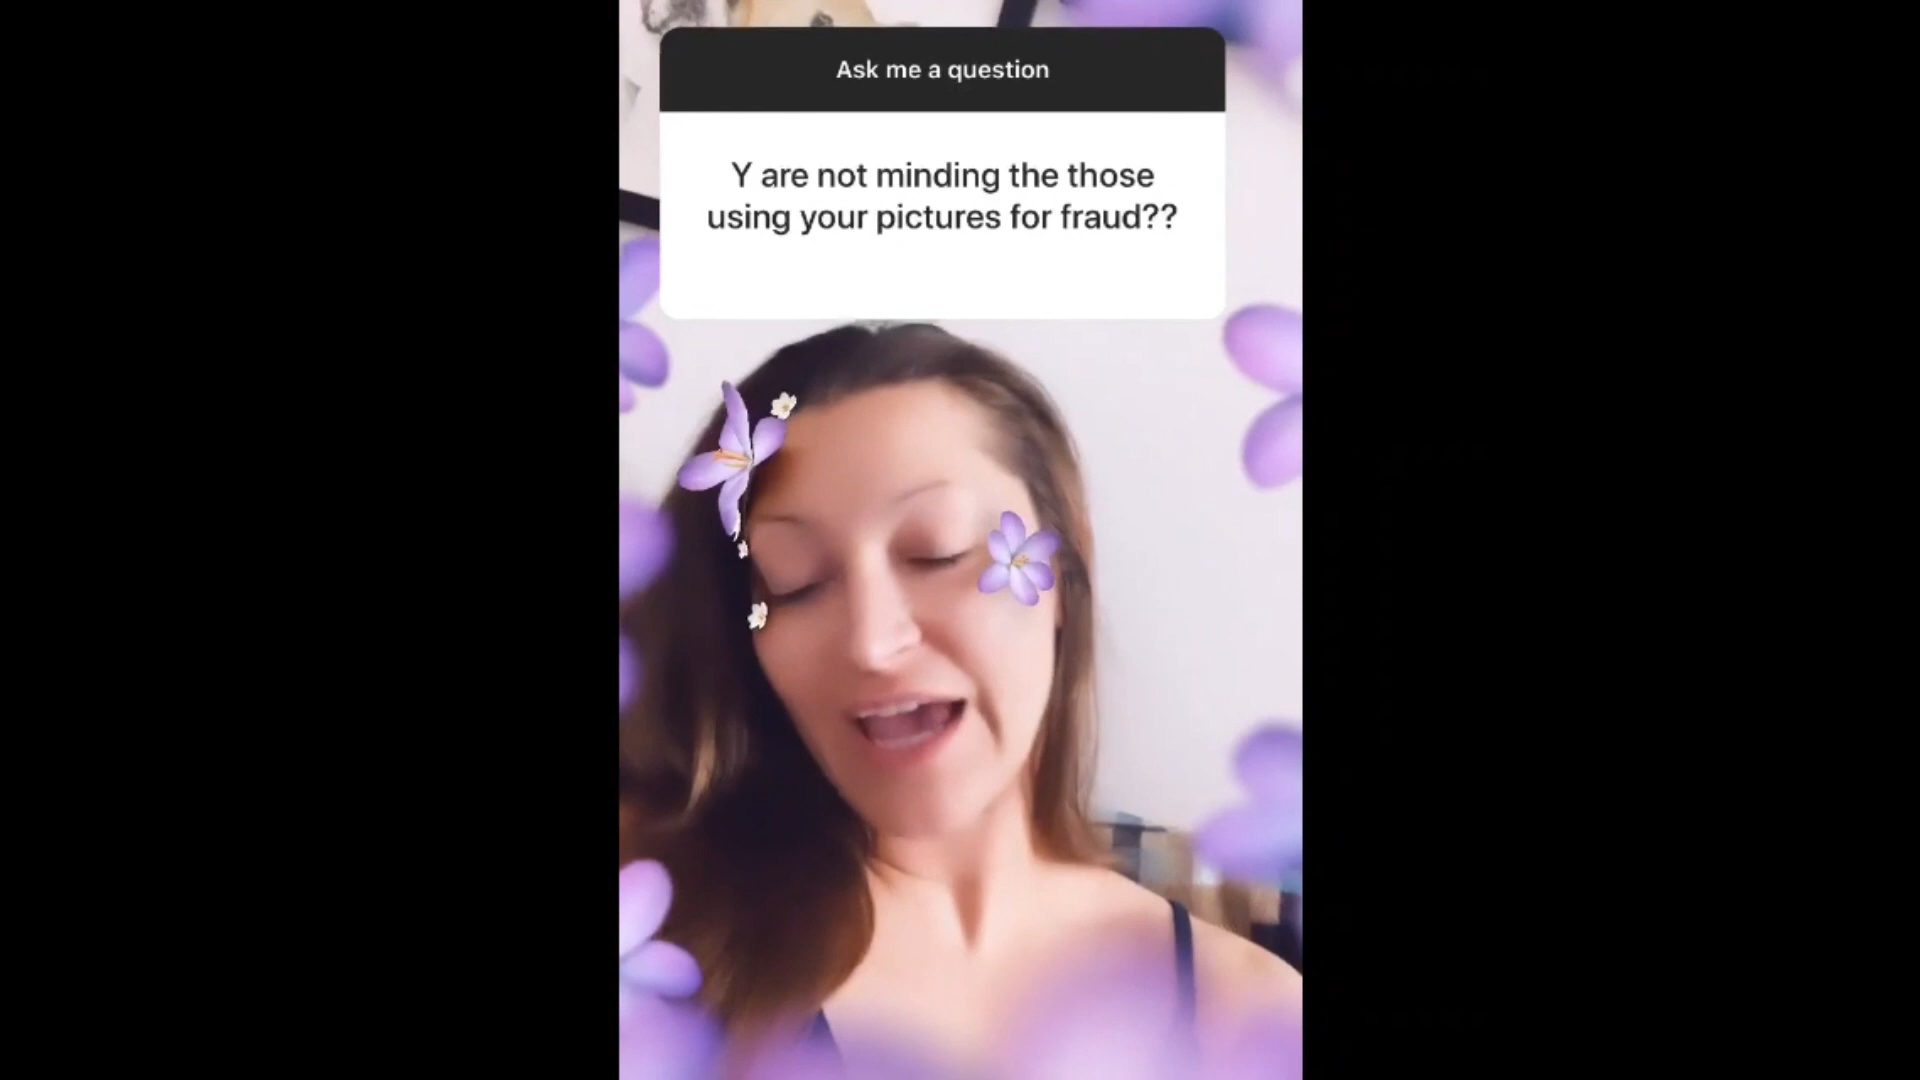 Ask me a question
Y are not minding the those
using your pictures for fraud??